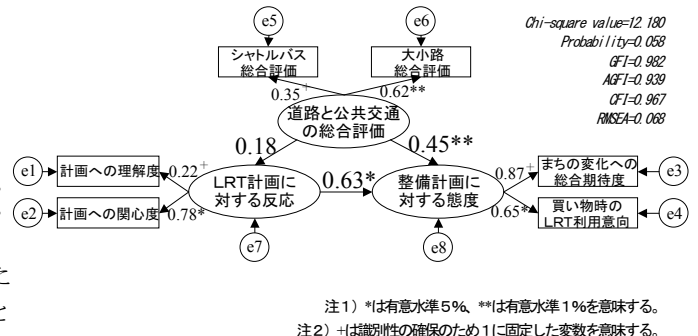 Chi-square value=12.180
Probability=0.058
GFI=0.982
AGFI=0.939
CFI=0.967
RMSEA=0.068
e5
e6
シャトルバス
総合評価
大小路
総合評価
0.35+
0.62**
道路と公共交通
の総合評価
0.18
0.45**
e1
計画への理解度
0.22+
e2
計画への関心度
0.78*
LRT計画に
対する反応
0.63*
整備計画に
対する態度
0.87+
まちの変化への
総合期待度
e3
0.65*
買い物時の
LRT利用意向
e4
e7
e8
に
と
注1）*は有意水準5%、**は有意水準1%を意味する。
注2）+は識別性の確保のため1に固定した変数を意味する。